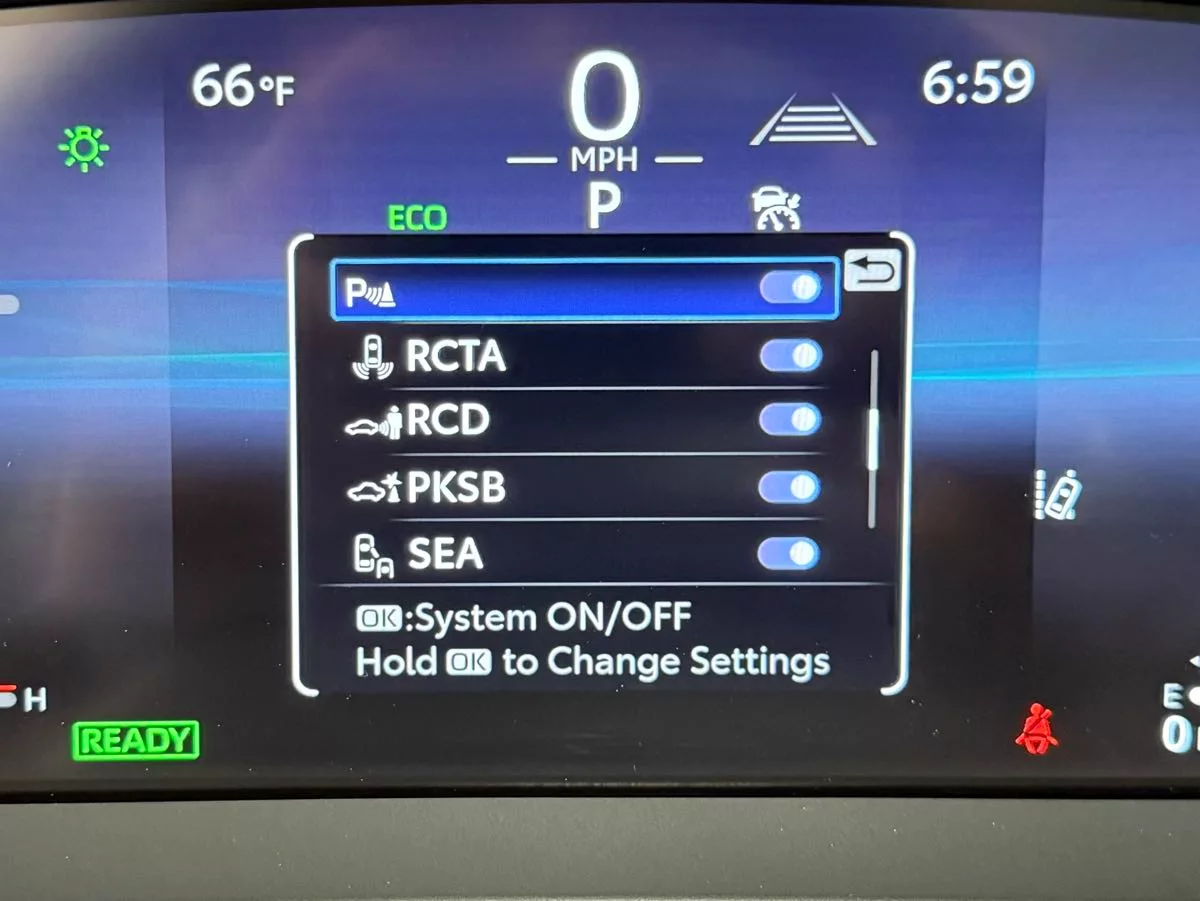 66°F
0
6:59
MPH
P
ECO
P
RCTA
RCD
PKSB
SEA
OK:System ON/OFF
Hold OK to Change Settings
H
E
READY
0